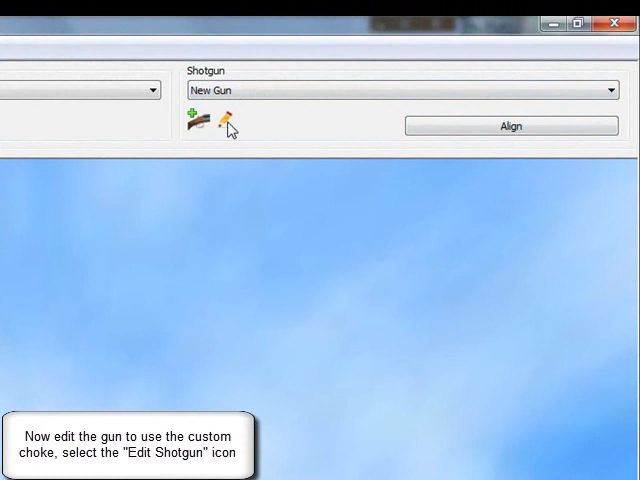 Shotgun
New Gun
Align
Now edit the gun to use the custom
choke, select the "Edit Shotgun" icon